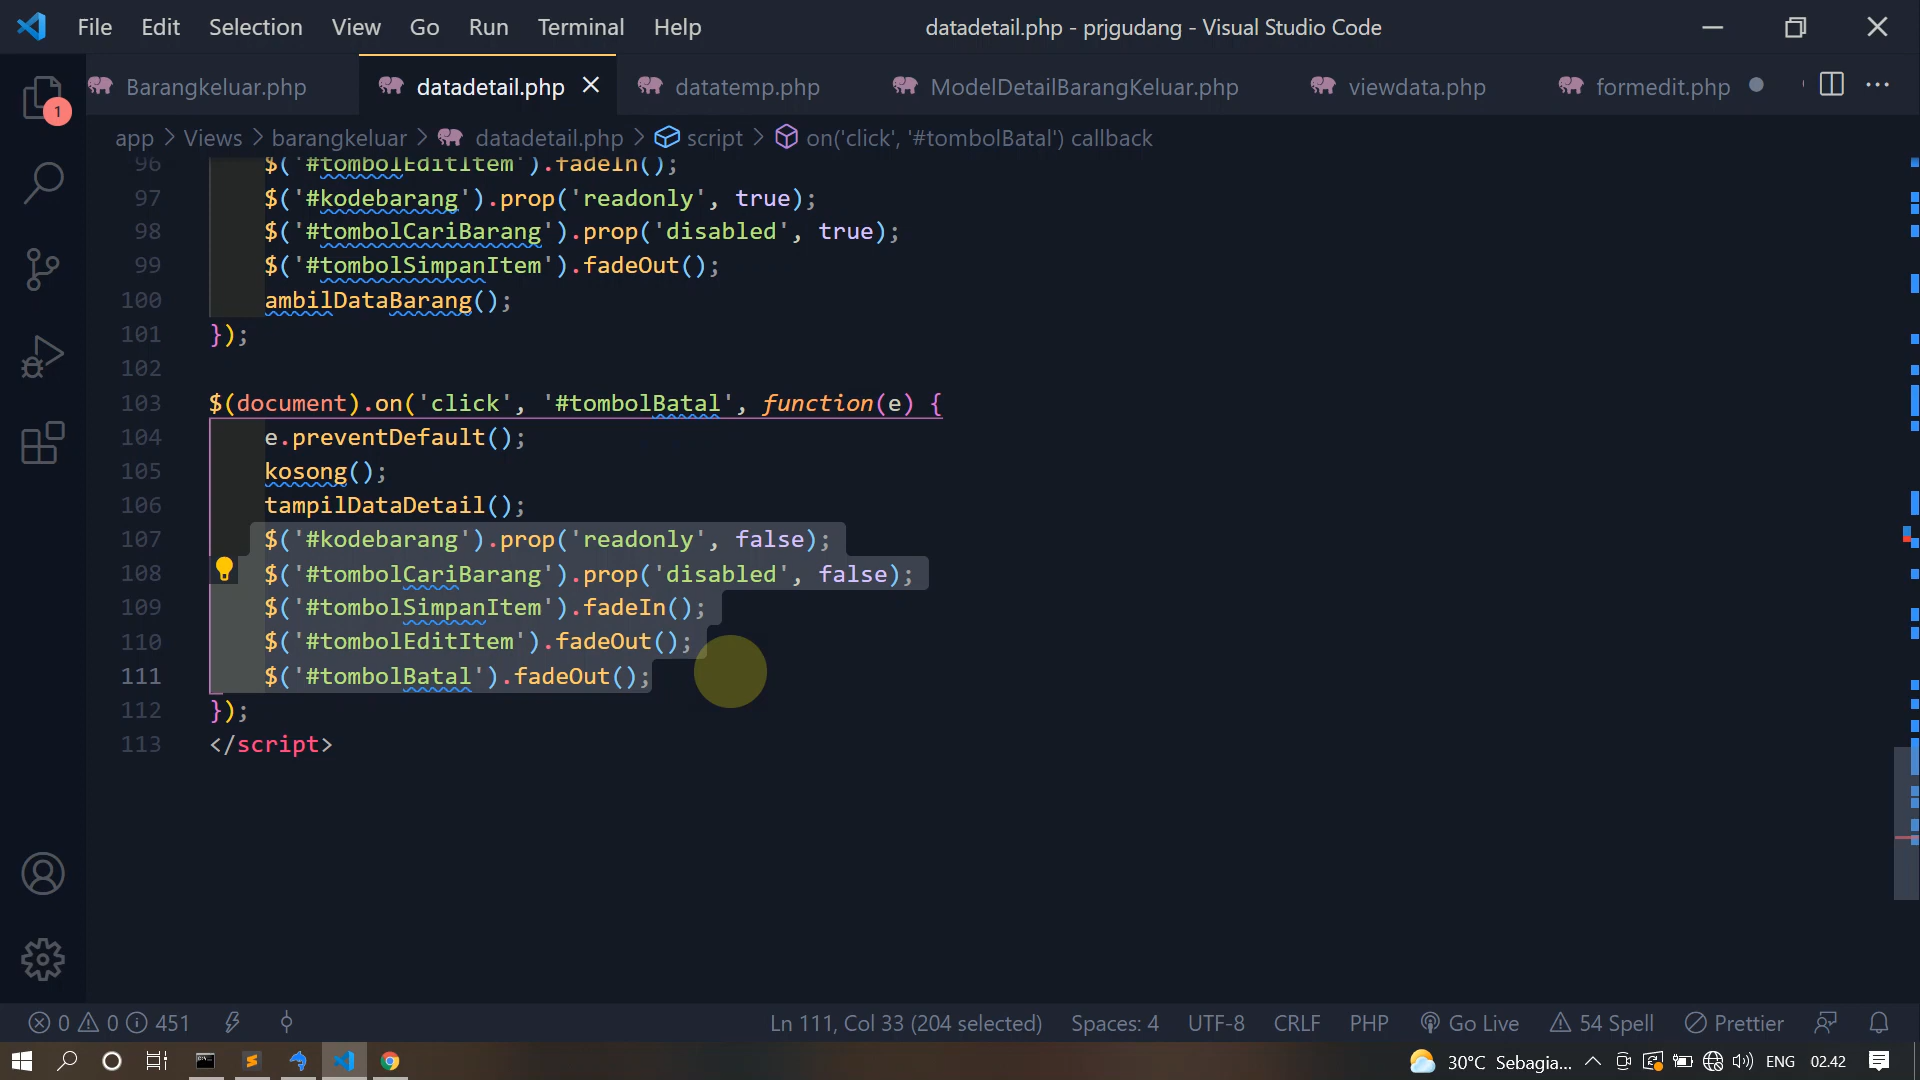 File Edit Selection View Go Run Terminal Help datadetail.php - prjgudang - Visual Studio Code
1
Barangkeluar.php datadetail.php datatemp.php ModelDetailBarangKeluar.php viewdata.php formedit.php
app > Views > barangkeluar > datadetail.php > script > on('click', '#tombolBatal') callback
96 $('#tombolEditItem').fadeIn();
97 $('#kodebarang').prop('readonly', true);
98 $('#tombolCariBarang').prop('disabled', true);
99 $('#tombolSimpanItem').fadeOut();
100 ambilDataBarang();
101 });
102
103 $(document).on('click', '#tombolBatal', function(e) {
104 e.preventDefault();
105 kosong();
106 tampilDataDetail();
107 $('#kodebarang').prop('readonly', false);
108 $('#tombolCariBarang').prop('disabled', false);
109 $('#tombolSimpanItem').fadeIn();
110 $('#tombolEditItem').fadeOut();
111 $('#tombolBatal').fadeOut();
112 });
113 </script>
0 0 451 Ln 111, Col 33 (204 selected) Spaces: 4 UTF-8 CRLF PHP Go Live 54 Spell Prettier
30°C Sebagia... ENG 02.42